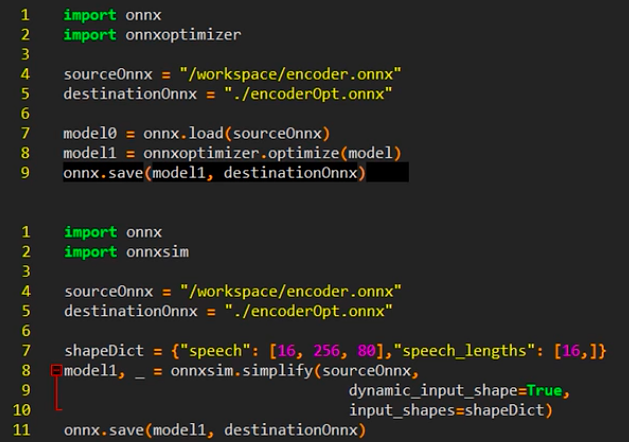 1 import onnx
2 import onnxoptimizer
3
4 sourceOnnx = "/workspace/encoder.onnx"
5 destinationOnnx = "./encoderOpt.onnx"
6
7 model0 = onnx.load(sourceOnnx)
8 model1 = onnxoptimizer.optimize(model)
9 onnx.save(model1, destinationOnnx)
1 import onnx
2 import onnxsim
3
4 sourceOnnx = "/workspace/encoder.onnx"
5 destinationOnnx = "./encoderOpt.onnx"
6
7 shapeDict = {"speech": [16, 256, 80],"speech_lengths": [16,]}
8 model1, _ = onnxsim.simplify(sourceOnnx,
9 dynamic_input_shape=True,
10 input_shapes=shapeDict)
11 onnx.save(model1, destinationOnnx)